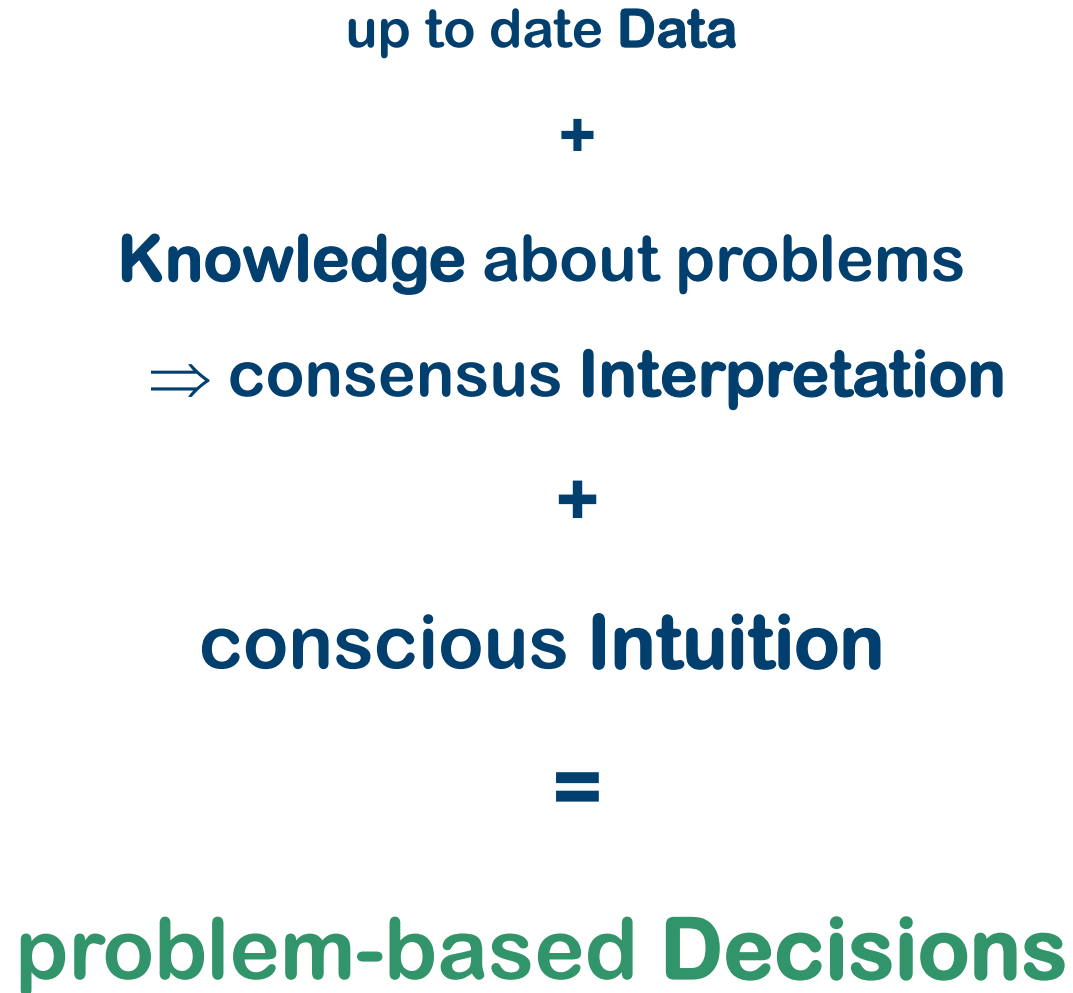 up to date Data
+
Knowledge about problems
⇒ consensus Interpretation
+
conscious Intuition
=
problem-based Decisions